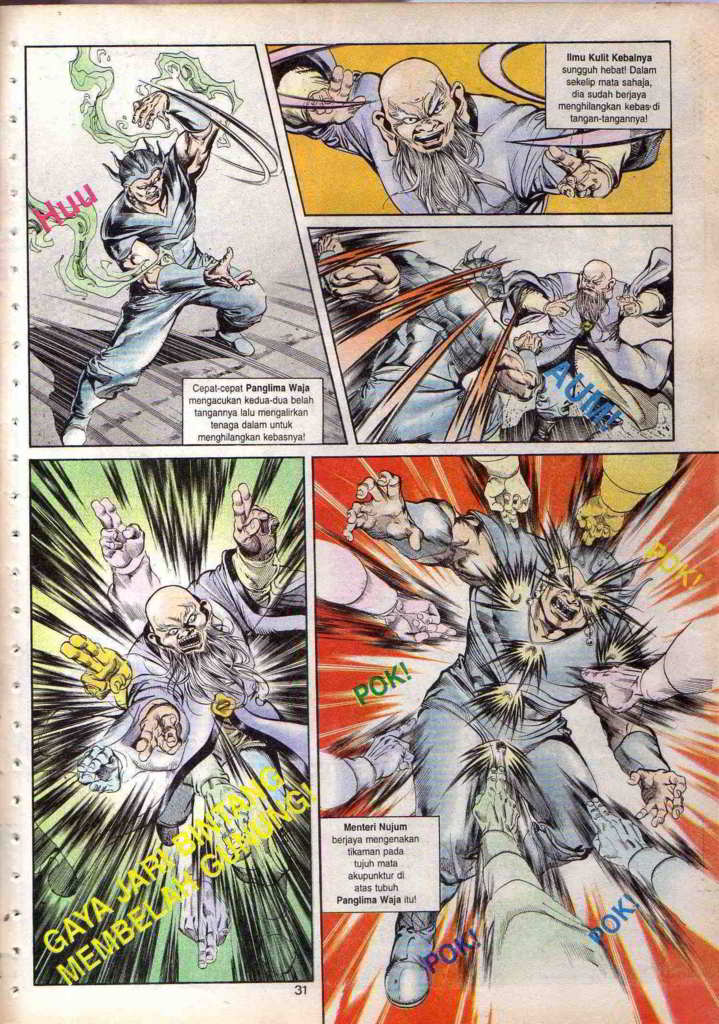 Huu
Cepat-cepat Panglima Waja
mengacukan kedua-dua belah
tangannya lalu mengalirkan
tenaga dalam untuk
menghilangkan kebasnya!
Ilmu Kulit Kebalnya
sungguh hebat! Dalam
sekelip mata sahaja,
dia sudah berjaya
menghilangkan kebas di
tangan-tangannya!
AUM!
GAYA JARI BINTANG
MEMBELAH GUNUNG!
POK!
POK!
Menteri Nujum
berjaya mengenakan
tikaman pada
tujuh mata
akupunktur di
atas tubuh
Panglima Waja itu!
POK!
POK!
31